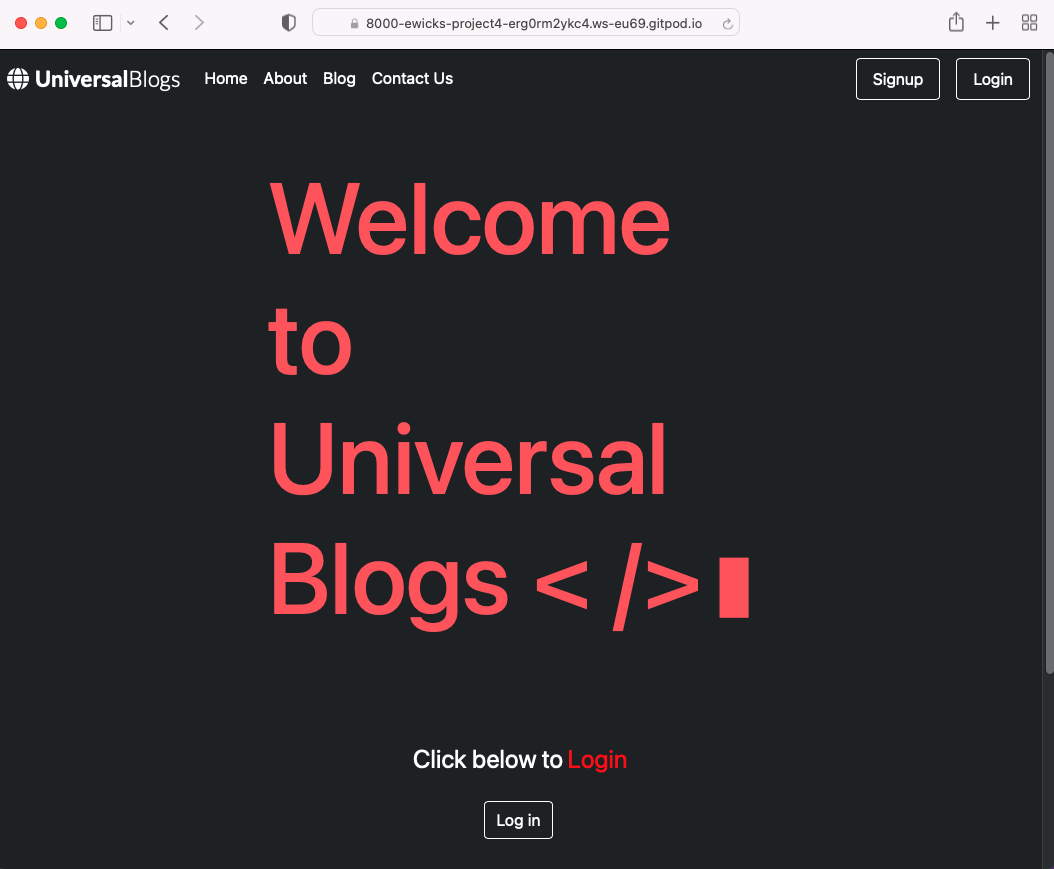 8000-ewicks-project4-erg0rm2ykc4.ws-eu69.gitpod.io
UniversalBlogs Home About Blog Contact Us Signup Login
Welcome
to
Universal
Blogs < />
Click below to Login
Log in